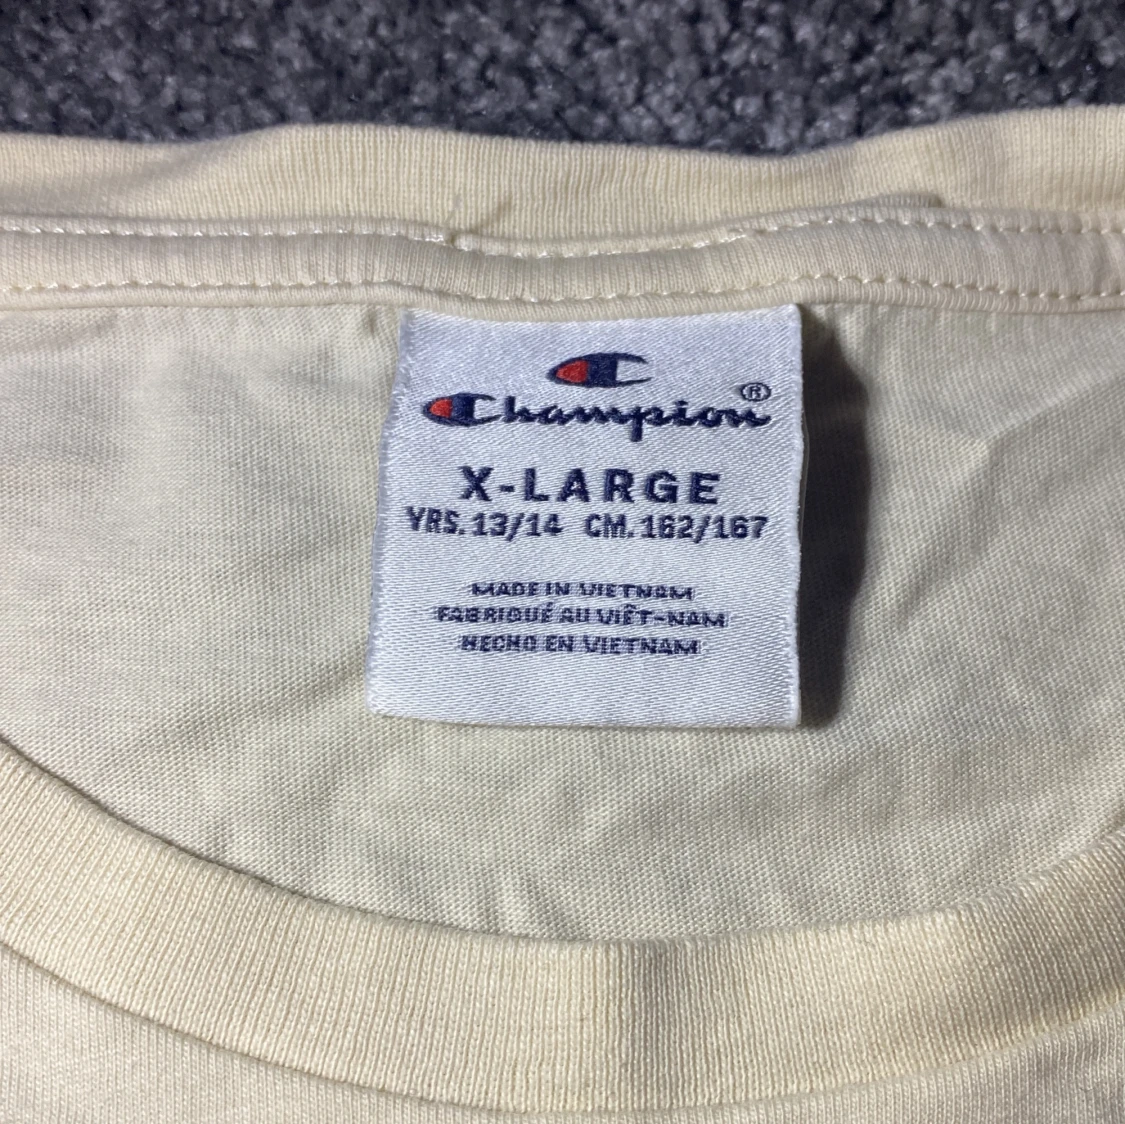 Champion®
X-LARGE
YRS. 13/14 CM. 162/167
MADE IN VIETNAM
FABRIQUÉ AU VIÊT-NAM
HECHO EN VIETNAM